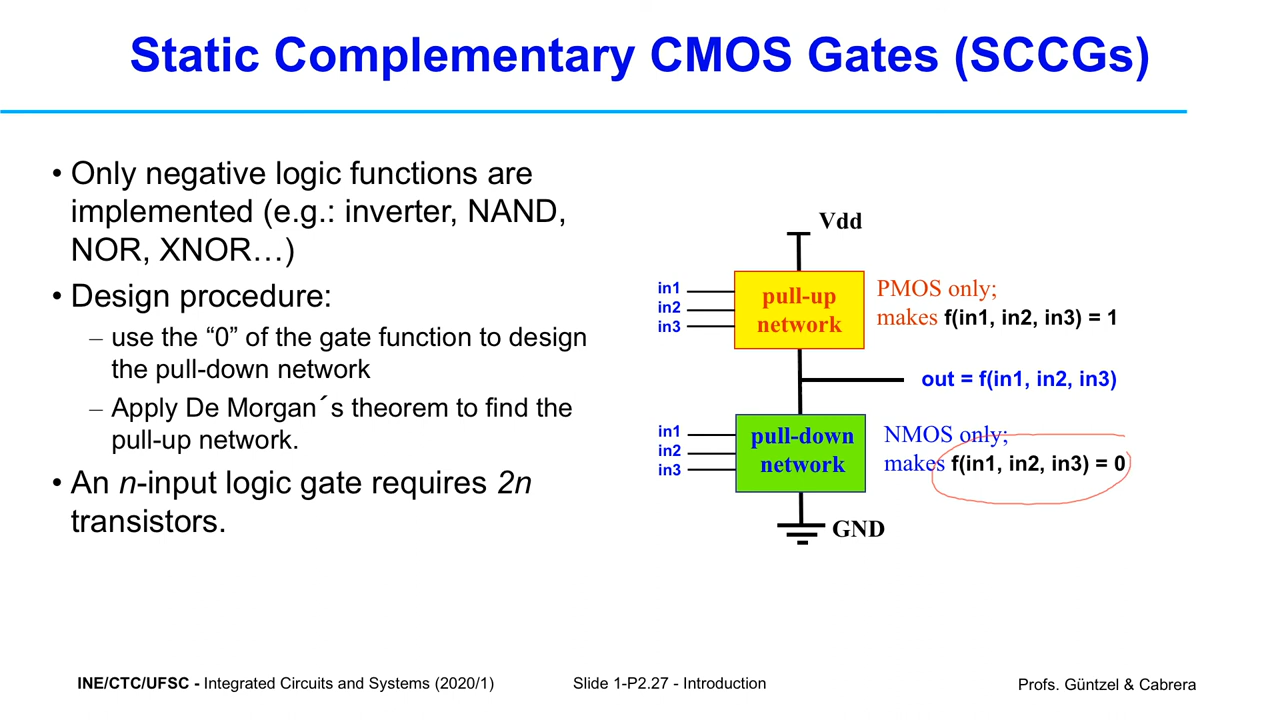 Static Complementary CMOS Gates (SCCGs)
• Only negative logic functions are
implemented (e.g.: inverter, NAND,
NOR, XNOR…)
• Design procedure:
– use the “0” of the gate function to design
the pull-down network
– Apply De Morgan´s theorem to find the
pull-up network.
• An n-input logic gate requires 2n
transistors.
Vdd
in1
in2
in3
pull-up
network
PMOS only;
makes f(in1, in2, in3) = 1
out = f(in1, in2, in3)
in1
in2
in3
pull-down
network
NMOS only;
makes f(in1, in2, in3) = 0
GND
INE/CTC/UFSC - Integrated Circuits and Systems (2020/1)
Slide 1-P2.27 - Introduction
Profs. Güntzel & Cabrera